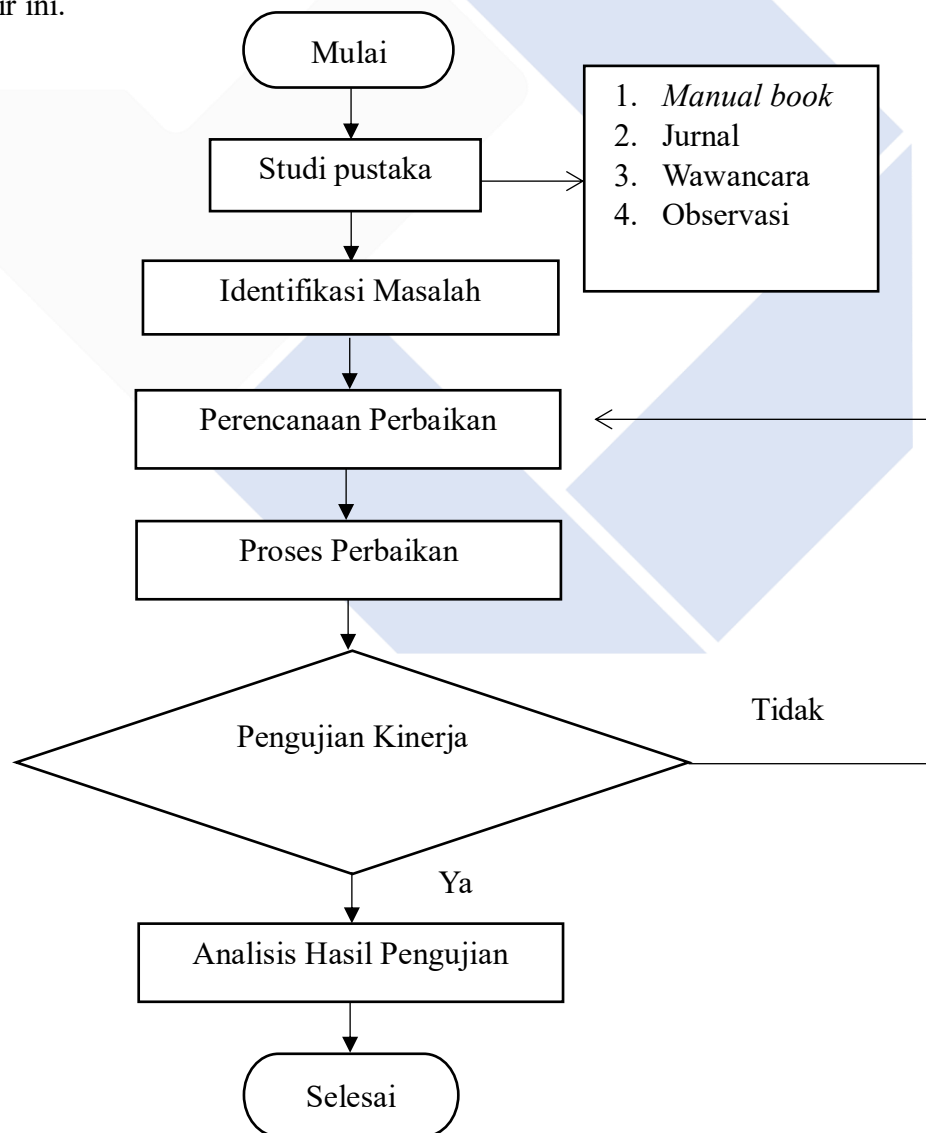 ir ini.
Mulai
1. Manual book
2. Jurnal
3. Wawancara
4. Observasi
Studi pustaka
Identifikasi Masalah
Perencanaan Perbaikan
Proses Perbaikan
Tidak
Pengujian Kinerja
Ya
Analisis Hasil Pengujian
Selesai